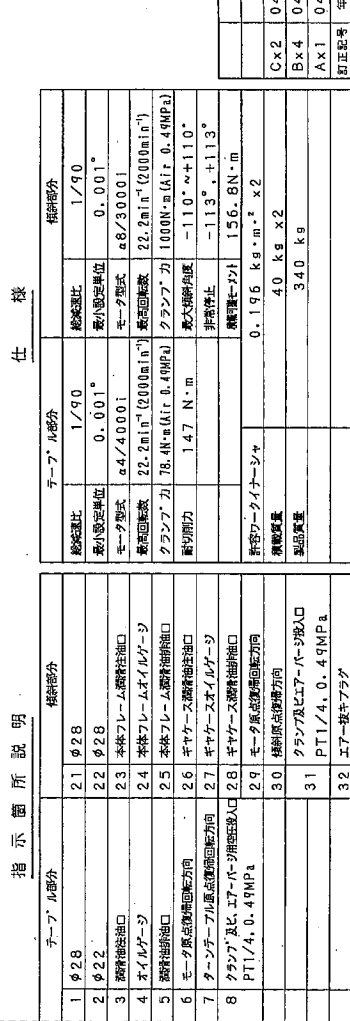 指示箇所説明
テーブル部分
傾斜部分
1 φ28 21 φ28
2 φ22 22 φ28
3 潤滑油注油口 23 本体フレーム潤滑注油口
4 オイルゲージ 24 本体フレームオイルゲージ
5 潤滑油排油口 25 本体フレーム潤滑油排油口
6 モータ原点復帰回転方向 26 ギヤケース潤滑油注油口
7 ターンテーブル原点復帰回転方向 27 ギヤケースオイルゲージ
8 クランプ及び、エアーパージ用空圧投入口 28 ギヤケース潤滑油排油口
PT1/4, 0.49MPa 29 モータ原点復帰回転方向
30 傾斜原点復帰方向
31 クランプ及ビエアーパージ投入口
PT1/4, 0.49MPa
32 エアー抜キプラグ
仕様
テーブル部分
傾斜部分
総減速比 1/90 総減速比 1/90
最小設定単位 0.001° 最小設定単位 0.001°
モータ型式 α4/4000i モータ型式 α8/3000i
最高回転数 22.2min⁻¹(2000min⁻¹) 最高回転数 22.2min⁻¹(2000min⁻¹)
クランプ力 78.4N·m(Air 0.49MPa) クランプ力 1000N·m(Air 0.49MPa)
耐切削力 147 N·m 最大傾斜角度 -110°~+110°
非常停止 -113°,+113°
積載可能モーメント 156.8N·m
許容ワークイナーシャ 0.196 kg·m·² x2
積載質量 40 kg x2
製品質量 340 kg
Cx2 04
Bx4 04
Ax1 04
訂正記号 年